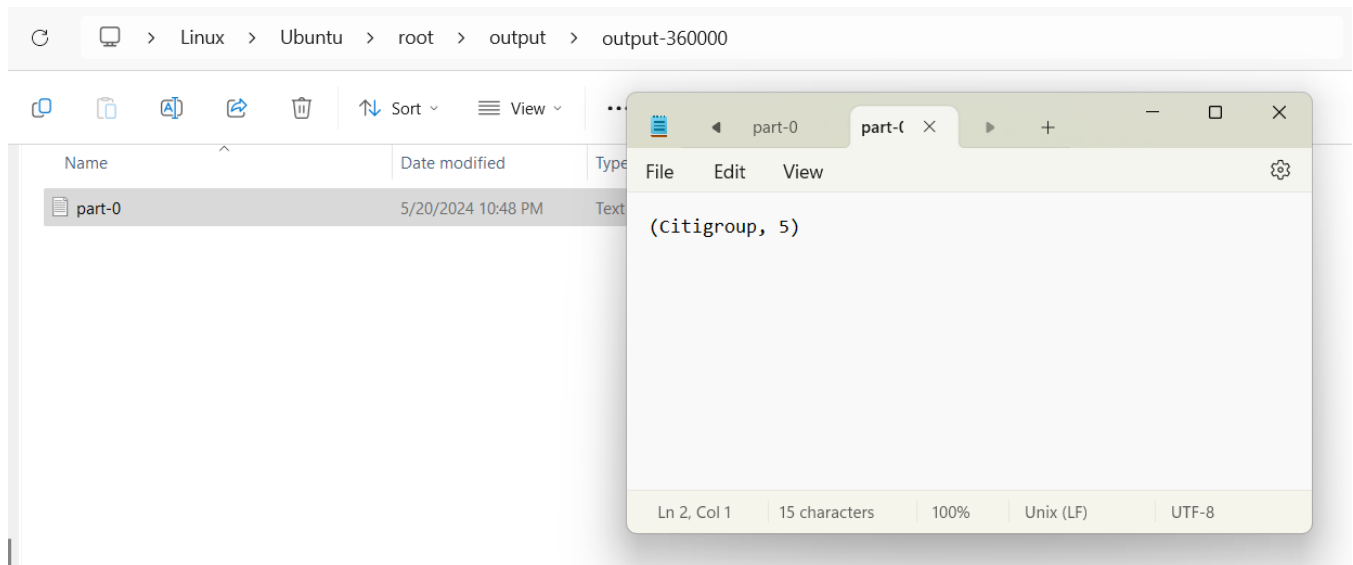 Linux > Ubuntu > root > output > output-360000
Sort View ...
Name Date modified Type
part-0 5/20/2024 10:48 PM Text
part-0 part-(
File Edit View
(Citigroup, 5)
Ln 2, Col 1 15 characters 100% Unix (LF) UTF-8